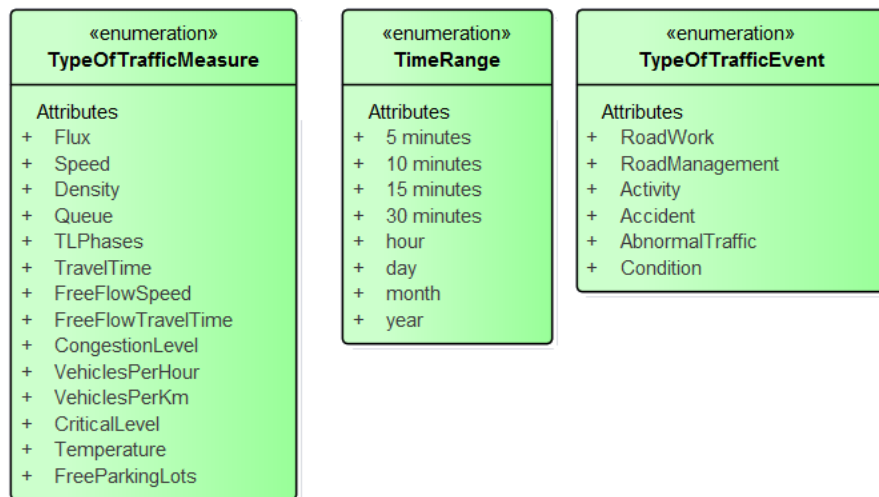 «enumeration»
TypeOfTrafficMeasure
Attributes
+ Flux
+ Speed
+ Density
+ Queue
+ TLPhases
+ TravelTime
+ FreeFlowSpeed
+ FreeFlowTravelTime
+ CongestionLevel
+ VehiclesPerHour
+ VehiclesPerKm
+ CriticalLevel
+ Temperature
+ FreeParkingLots
«enumeration»
TimeRange
Attributes
+ 5 minutes
+ 10 minutes
+ 15 minutes
+ 30 minutes
+ hour
+ day
+ month
+ year
«enumeration»
TypeOfTrafficEvent
Attributes
+ RoadWork
+ RoadManagement
+ Activity
+ Accident
+ AbnormalTraffic
+ Condition